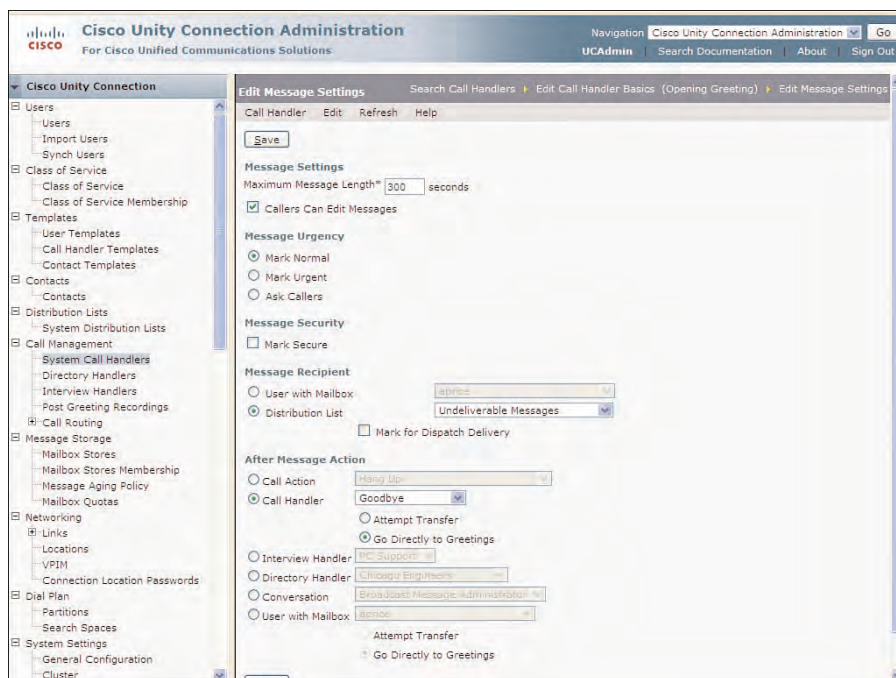 Cisco Unity Connection Administration
For Cisco Unified Communications Solutions
CISCO
Navigation Cisco Unity Connection Administration Go
UCAdmin | Search Documentation | About | Sign Out
Cisco Unity Connection
Users
Users
Import Users
Synch Users
Class of Service
Class of Service
Class of Service Membership
Templates
User Templates
Call Handler Templates
Contact Templates
Contacts
Contacts
Distribution Lists
System Distribution Lists
Call Management
System Call Handlers
Directory Handlers
Interview Handlers
Post Greeting Recordings
Call Routing
Message Storage
Mailbox Stores
Mailbox Stores Membership
Message Aging Policy
Mailbox Quotas
Networking
Links
Locations
VPIM
Connection Location Passwords
Dial Plan
Partitions
Search Spaces
System Settings
General Configuration
Cluster
Edit Message Settings
Search Call Handlers Edit Call Handler Basics (Opening Greeting) Edit Message Settings
Call Handler Edit Refresh Help
Save
Message Settings
Maximum Message Length* 300 seconds
Callers Can Edit Messages
Message Urgency
Mark Normal
Mark Urgent
Ask Callers
Message Security
Mark Secure
Message Recipient
User with Mailbox aprice
Distribution List Undeliverable Messages
Mark for Dispatch Delivery
After Message Action
Call Action Hang Up
Call Handler Goodbye
Attempt Transfer
Go Directly to Greetings
Interview Handler PC Support
Directory Handler Chicago Engineers
Conversation Broadcast Message Administrator
User with Mailbox aprice
Attempt Transfer
Go Directly to Greetings